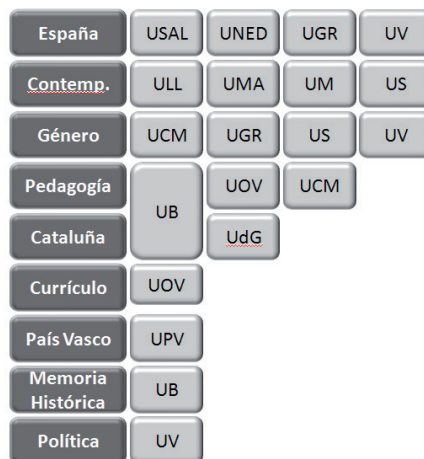 España USAL UNED UGR UV
Contemp. ULL UMA UM US
Género UCM UGR US UV
Pedagogía UB UOV UCM
Cataluña UdG
Currículo UOV
País Vasco UPV
Memoria
Histórica UB
Política UV